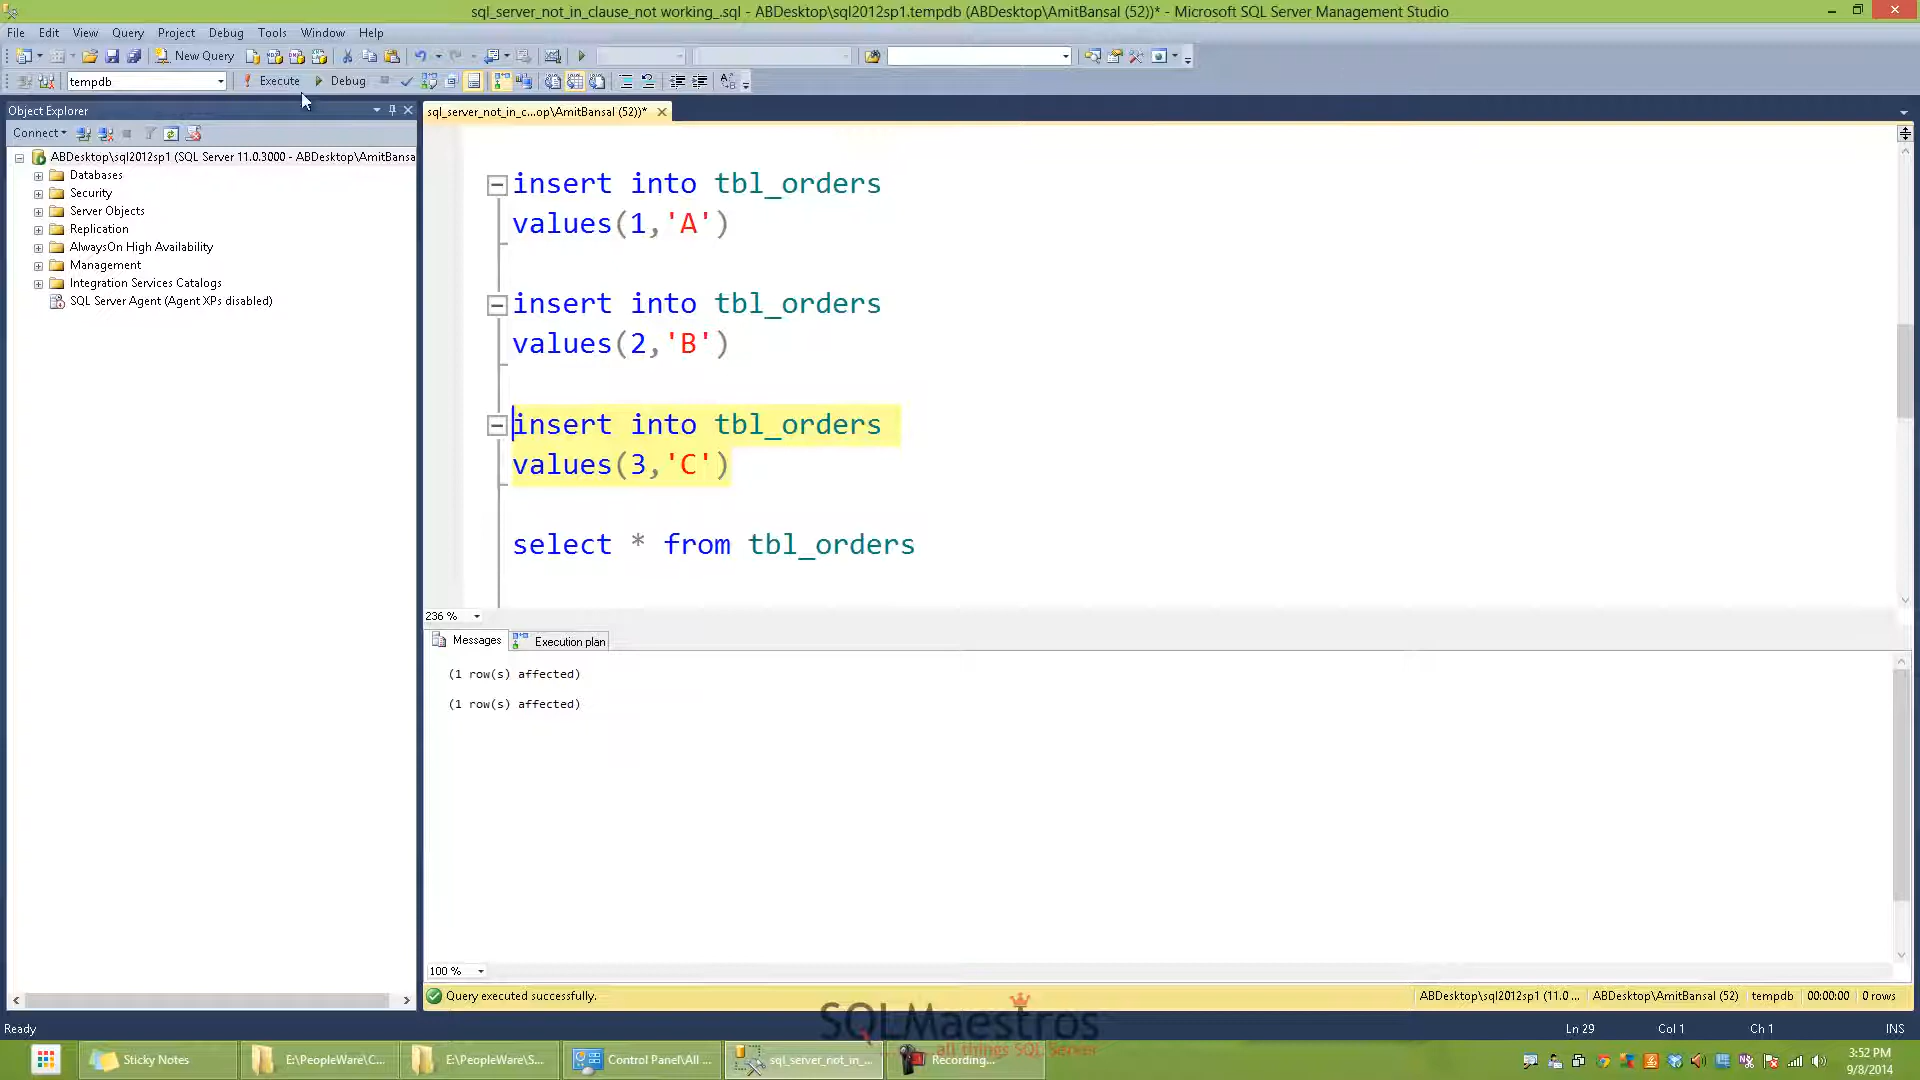 sql_server_not_in_clause_not working_.sql - ABDesktop\sql2012sp1.tempdb (ABDesktop\AmitBansal (52))* - Microsoft SQL Server Management Studio
File Edit View Query Project Debug Tools Window Help
New Query
tempdb Execute Debug
Object Explorer
sql_server_not_in_c...op\AmitBansal (52))*
Connect
ABDesktop\sql2012sp1 (SQL Server 11.0.3000 - ABDesktop\AmitBansa
Databases
Security
Server Objects
Replication
AlwaysOn High Availability
Management
Integration Services Catalogs
SQL Server Agent (Agent XPs disabled)
insert into tbl_orders
values(1,'A')
insert into tbl_orders
values(2,'B')
insert into tbl_orders
values(3,'C')
select * from tbl_orders
236 %
Messages Execution plan
(1 row(s) affected)
(1 row(s) affected)
100 %
Query executed successfully. ABDesktop\sql2012sp1 (11.0 ... ABDesktop\AmitBansal (52) tempdb 00:00:00 0 rows
SQLMaestros
all things SQL Server
Ready Ln 29 Col 1 Ch 1 INS
Sticky Notes E:\PeopleWare\C... E:\PeopleWare\S... Control Panel\All ... sql_server_not_in_... Recording...
3:52 PM
9/8/2014